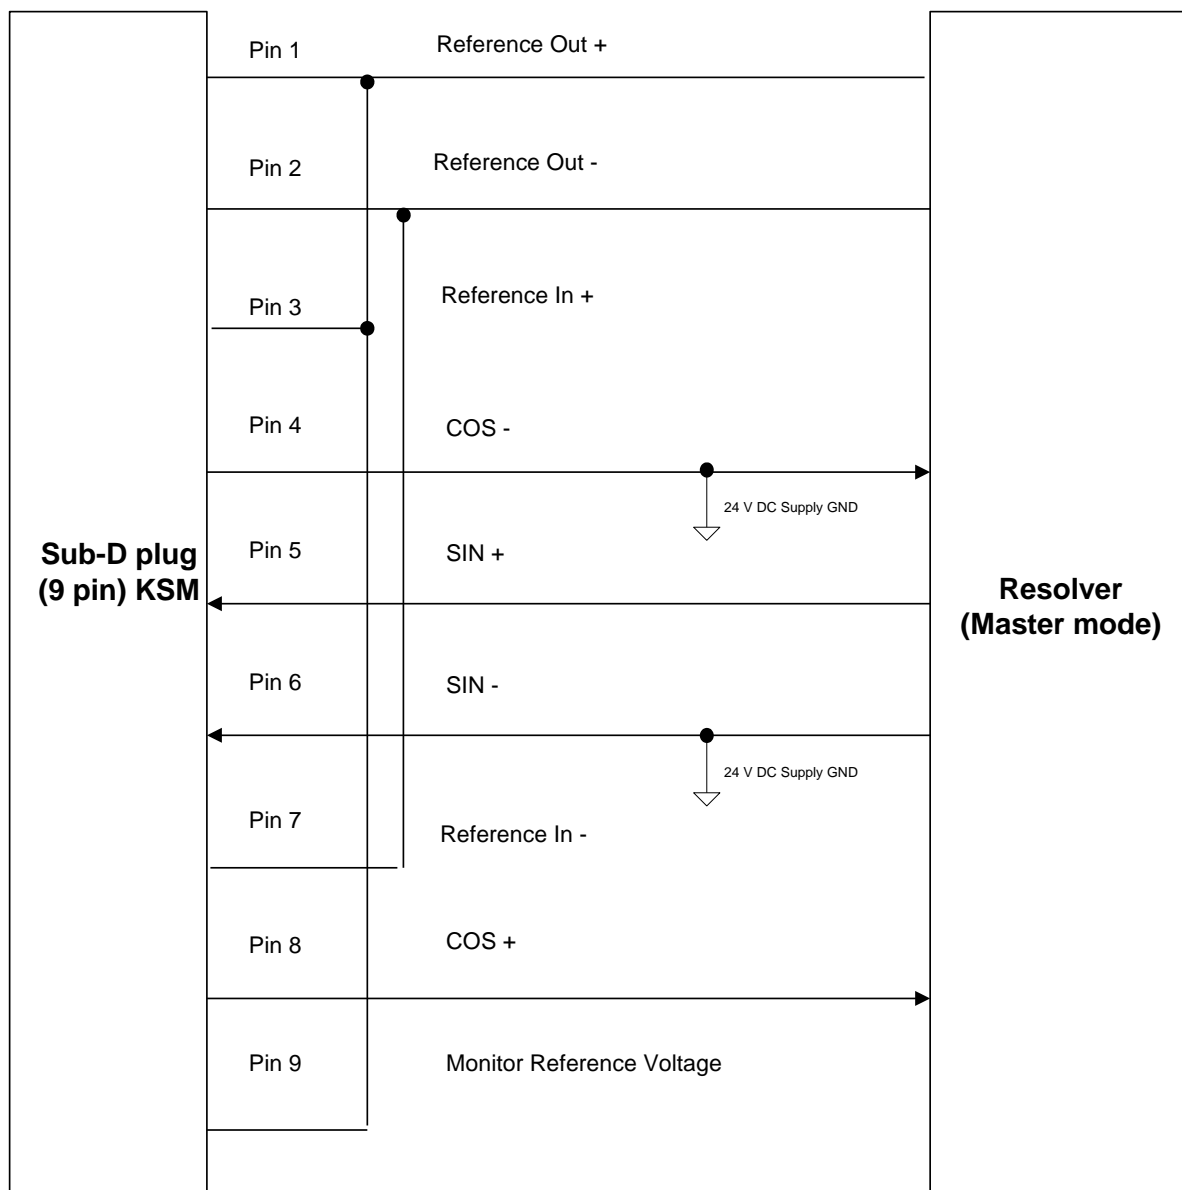 Pin 1
Reference Out +
Pin 2
Reference Out -
Pin 3
Reference In +
Pin 4
COS -
24 V DC Supply GND
Sub-D plug
(9 pin) KSM
Pin 5
SIN +
Resolver
(Master mode)
Pin 6
SIN -
24 V DC Supply GND
Pin 7
Reference In -
Pin 8
COS +
Pin 9
Monitor Reference Voltage